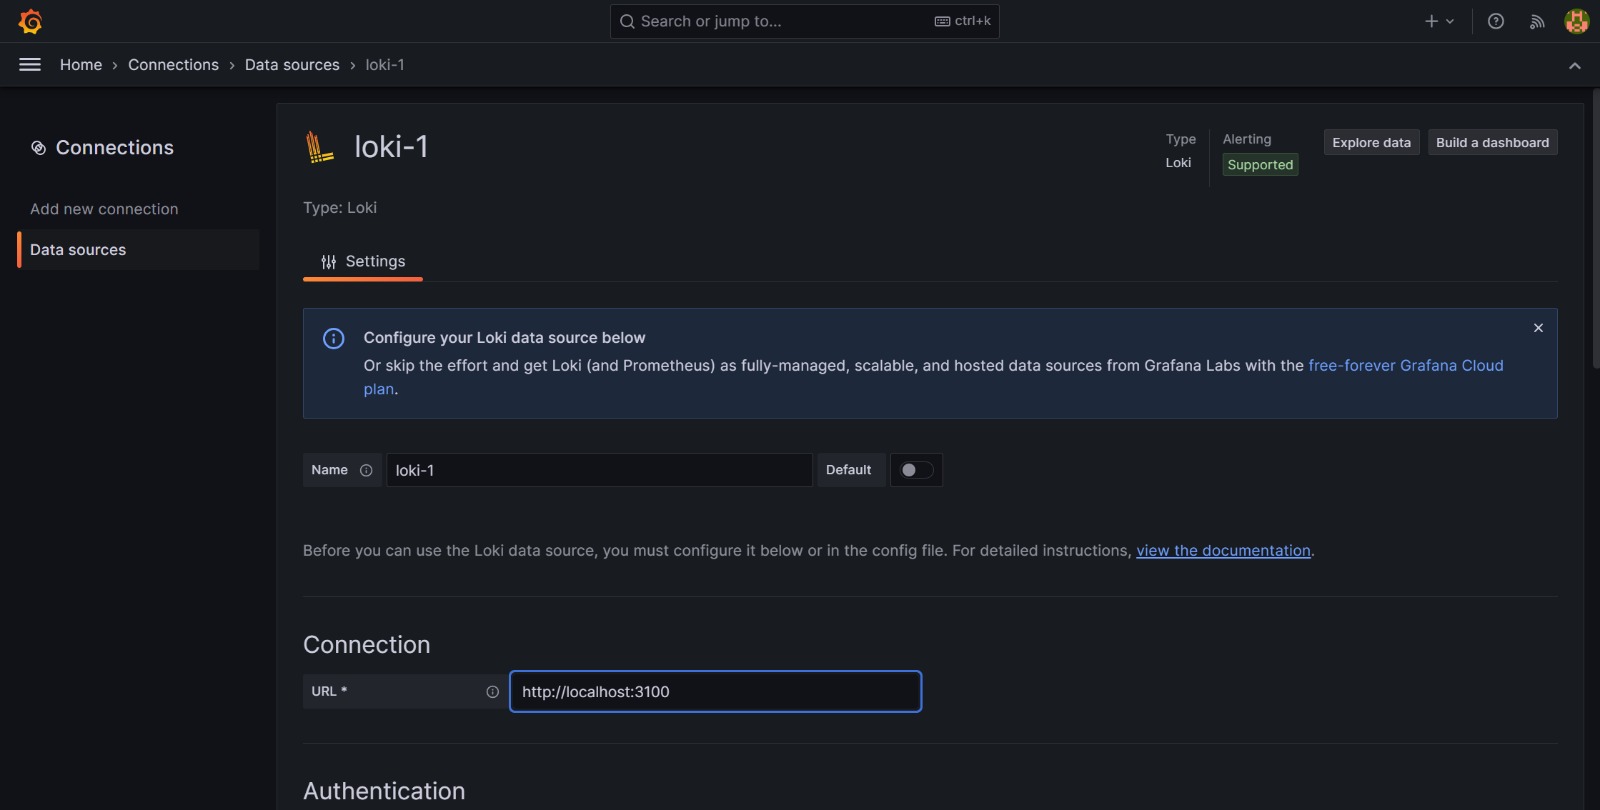 Search or jump to...
ctrl+k
Home › Connections › Data sources › loki-1
Connections
Add new connection
Data sources
loki-1
Type
Loki
Alerting
Supported
Explore data
Build a dashboard
Type: Loki
Settings
Configure your Loki data source below
Or skip the effort and get Loki (and Prometheus) as fully-managed, scalable, and hosted data sources from Grafana Labs with the free-forever Grafana Cloud
plan.
Name
loki-1
Default
Before you can use the Loki data source, you must configure it below or in the config file. For detailed instructions, view the documentation.
Connection
URL *
http://localhost:3100
Authentication